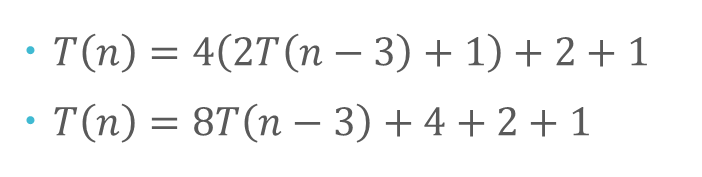 • T(n) = 4(2T(n − 3) + 1) + 2 + 1
• T(n) = 8T(n − 3) + 4 + 2 + 1